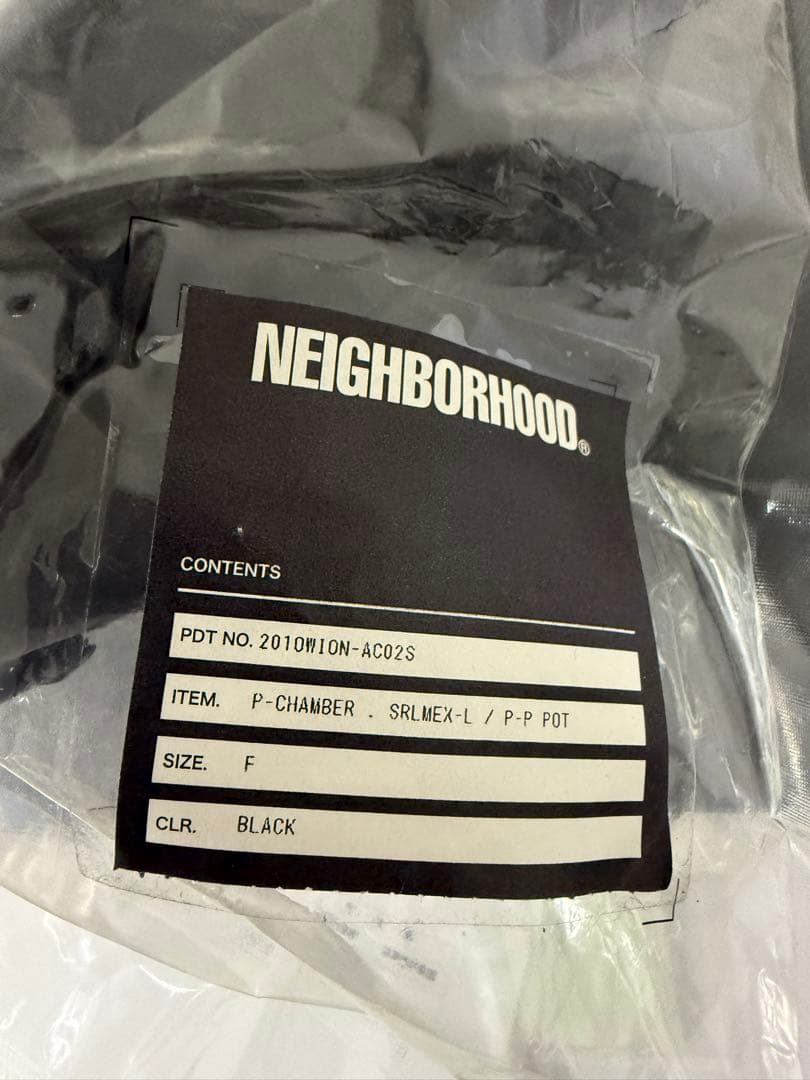 NEIGHBORHOOD®
CONTENTS
PDT NO. 201OWION-AC02S
ITEM. P-CHAMBER . SRLMEX-L / P-P POT
SIZE. F
CLR. BLACK